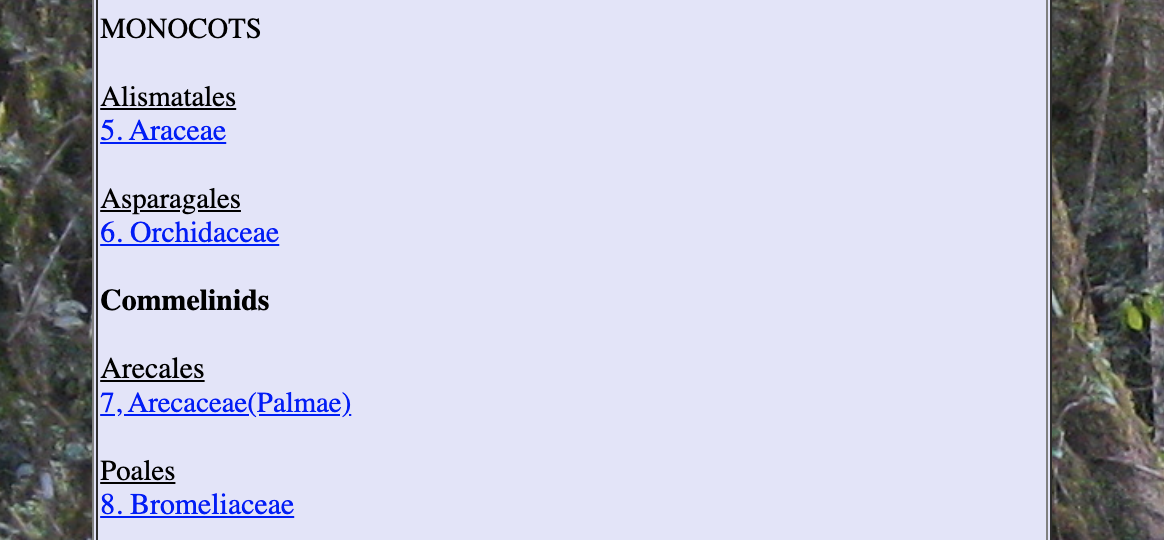 MONOCOTS
Alismatales
5. Araceae
Asparagales
6. Orchidaceae
Commelinids
Arecales
7, Arecaceae(Palmae)
Poales
8. Bromeliaceae